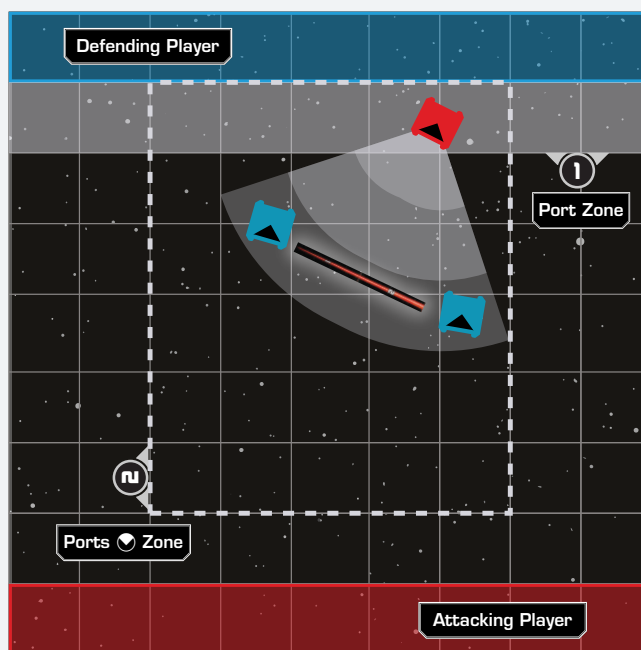 Defending Player
1
Port Zone
2
Ports Zone
Attacking Player